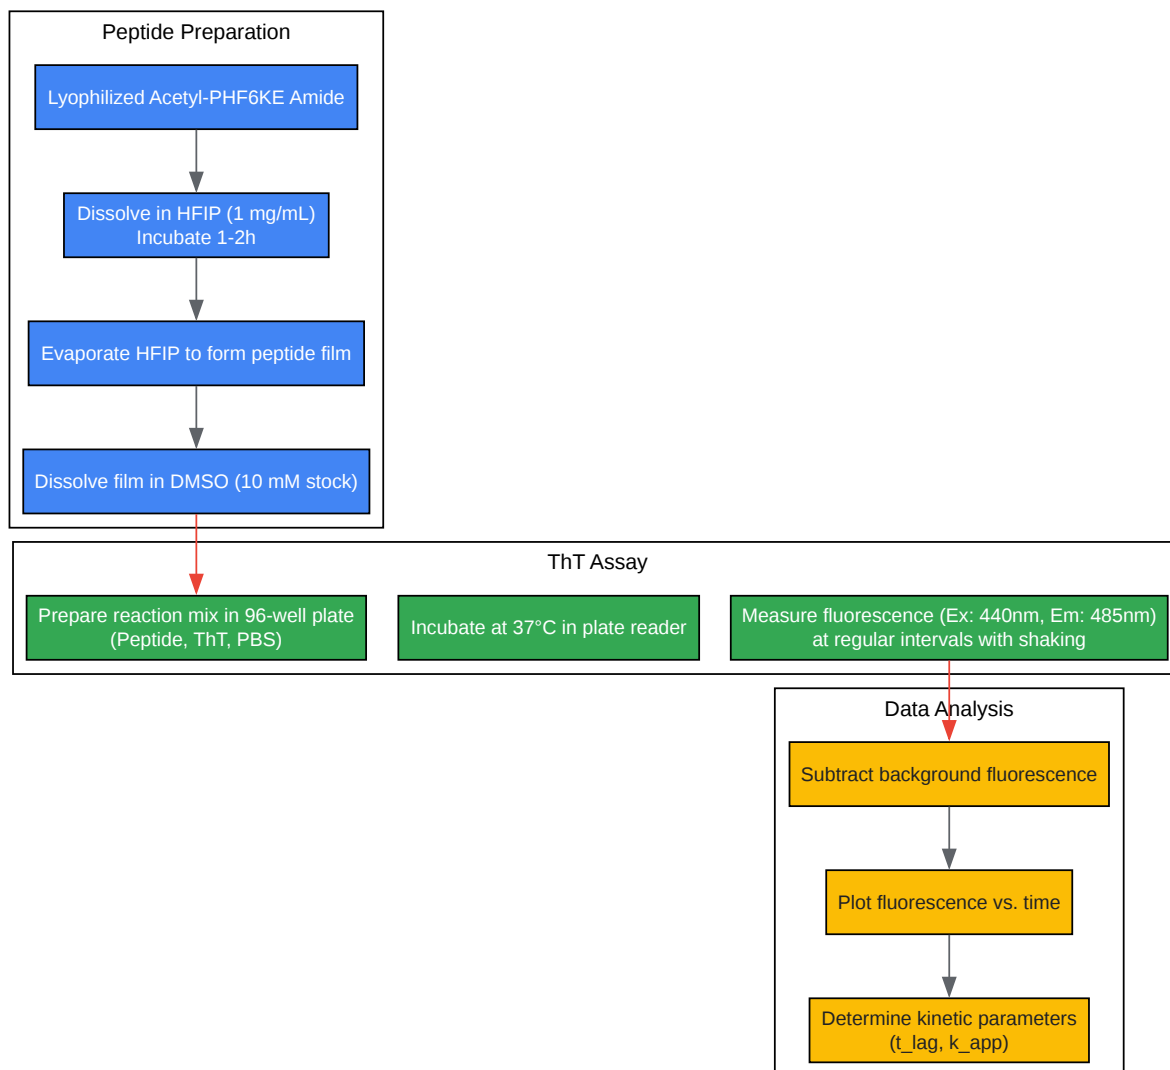 Peptide Preparation
Lyophilized Acetyl-PHF6KE Amide
Dissolve in HFIP (1 mg/mL)
Incubate 1-2h
Evaporate HFIP to form peptide film
Dissolve film in DMSO (10 mM stock)
ThT Assay
Prepare reaction mix in 96-well plate
(Peptide, ThT, PBS)
Incubate at 37°C in plate reader
Measure fluorescence (Ex: 440nm, Em: 485nm)
at regular intervals with shaking
Data Analysis
Subtract background fluorescence
Plot fluorescence vs. time
Determine kinetic parameters
(t_lag, k_app)